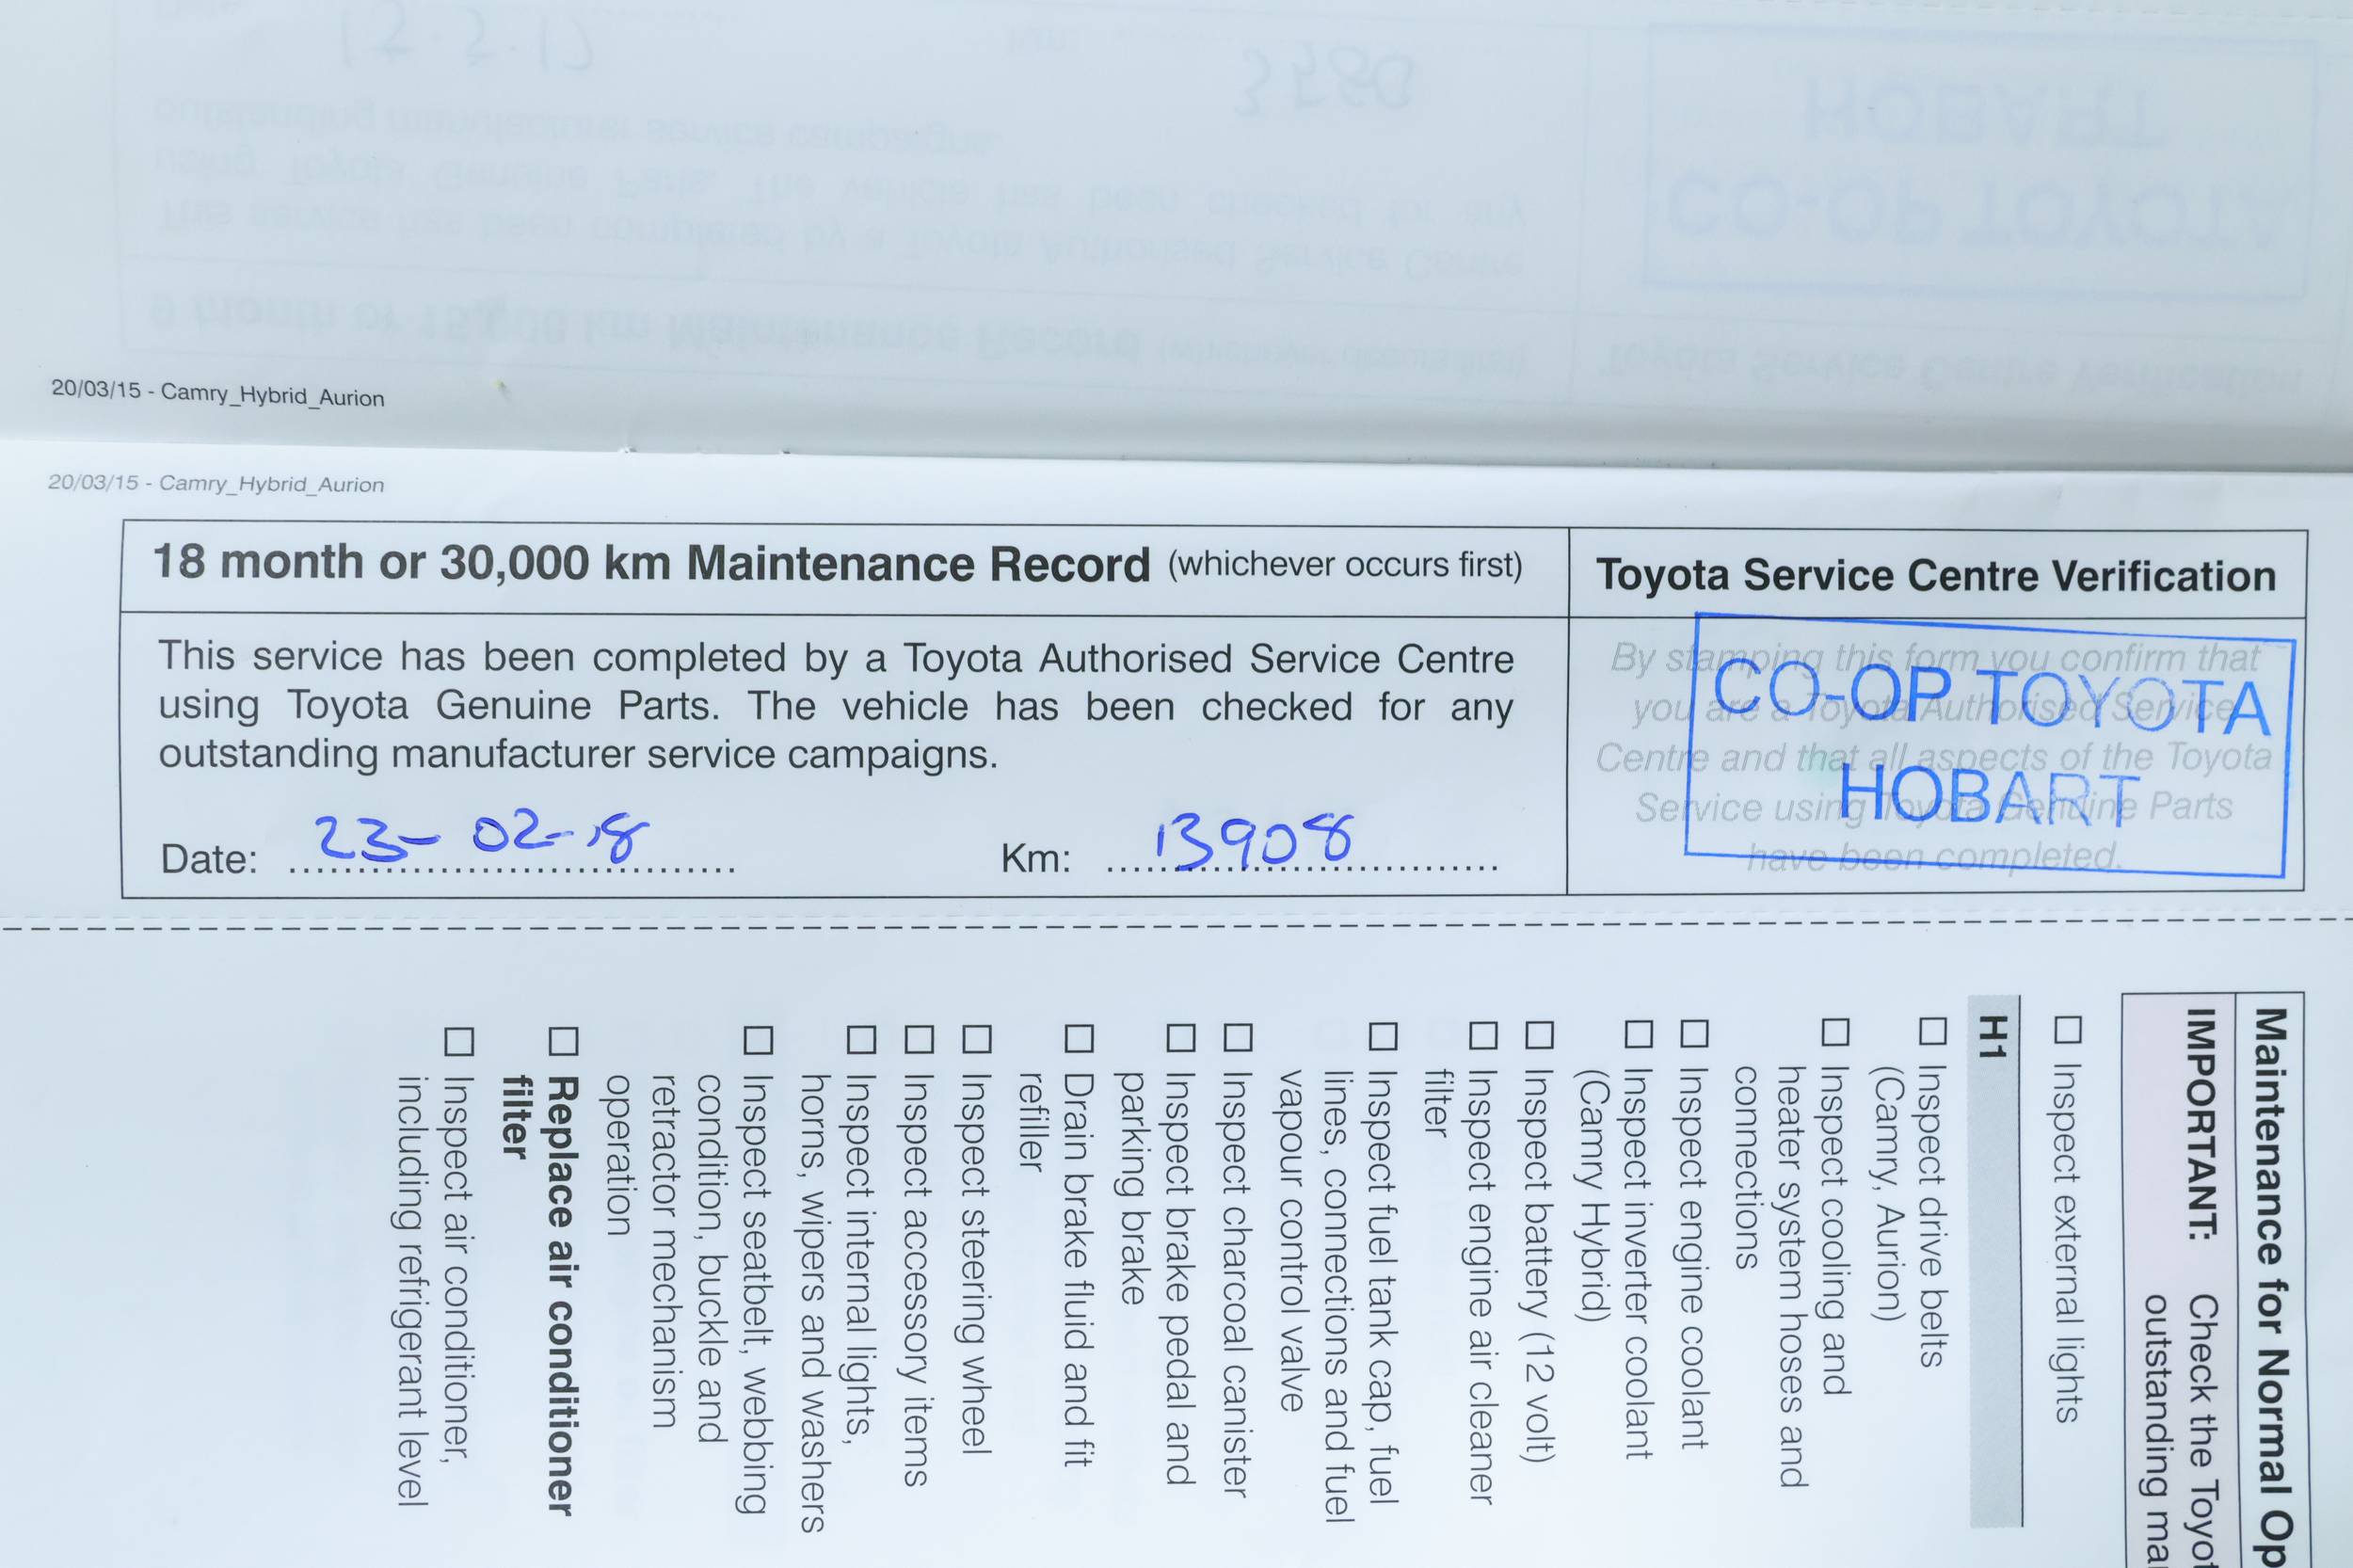 20/03/15 - Camry_Hybrid_Aurion
20/03/15 - Camry_Hybrid_Aurion
18 month or 30,000 km Maintenance Record (whichever occurs first)
This service has been completed by a Toyota Authorised Service Centre
using Toyota Genuine Parts. The vehicle has been checked for any
outstanding manufacturer service campaigns.
Date: 23-02-18
Km: 13908
Toyota Service Centre Verification
By stamping this form you confirm that
you are a Toyota Authorised Service
Centre and that all aspects of the Toyota
Service using Toyota Genuine Parts
have been completed.
CO-OP TOYOTA
HOBART
Maintenance for Normal Op
IMPORTANT: Check the Toyot
outstanding ma
☐ Inspect external lights
H1
☐ Inspect drive belts
(Camry, Aurion)
☐ Inspect cooling and
heater system hoses and
connections
☐ Inspect engine coolant
☐ Inspect inverter coolant
(Camry Hybrid)
☐ Inspect battery (12 volt)
☐ Inspect engine air cleaner
filter
☐ Inspect fuel tank cap, fuel
lines, connections and fuel
vapour control valve
☐ Inspect charcoal canister
☐ Inspect brake pedal and
parking brake
☐ Drain brake fluid and fit
refiller
☐ Inspect steering wheel
☐ Inspect accessory items
☐ Inspect internal lights,
horns, wipers and washers
☐ Inspect seatbelt, webbing
condition, buckle and
retractor mechanism
operation
☐ Replace air conditioner
filter
☐ Inspect air conditioner,
including refrigerant level